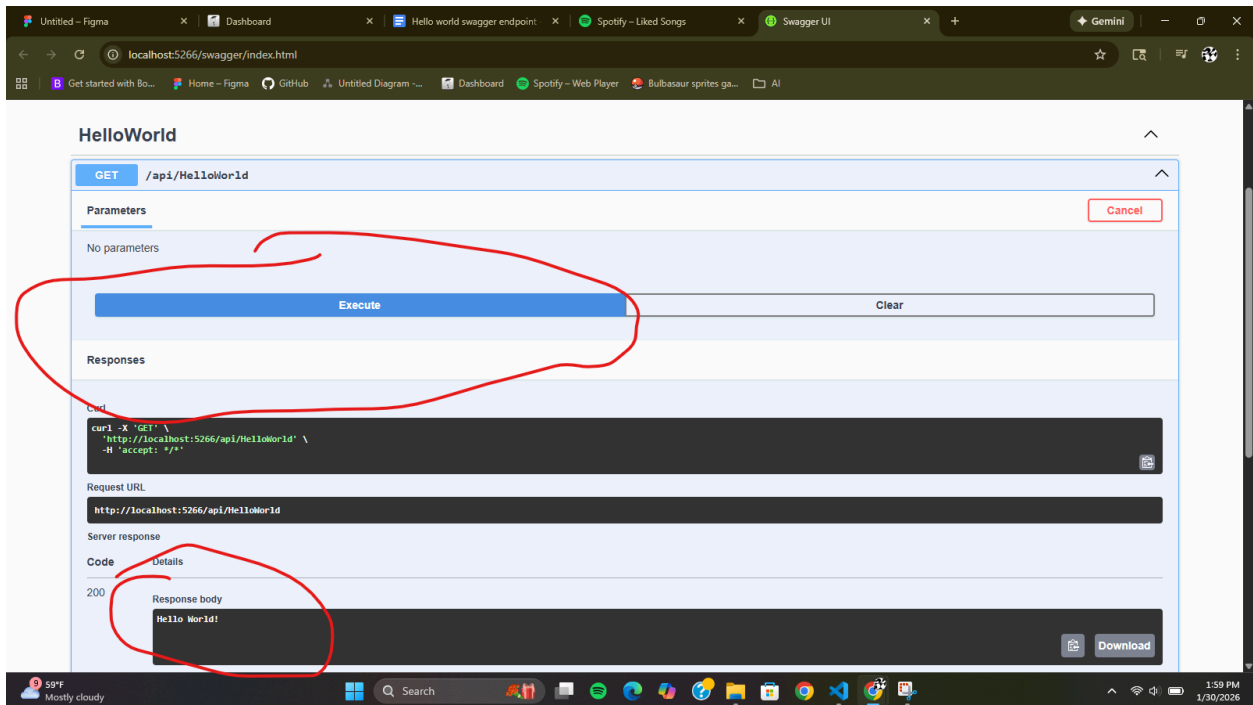 Untitled – Figma
Dashboard
Hello world swagger endpoint
Spotify – Liked Songs
Swagger UI
Gemini
localhost:5266/swagger/index.html
B Get started with Bo...
Home – Figma
GitHub
Untitled Diagram -...
Dashboard
Spotify – Web Player
Bulbasaur sprites ga...
AI
HelloWorld
GET /api/HelloWorld
Parameters
Cancel
No parameters
Execute
Clear
Responses
Curl
curl -X 'GET' \
'http://localhost:5266/api/HelloWorld' \
-H 'accept: */*'
Request URL
http://localhost:5266/api/HelloWorld
Server response
Code Details
200
Response body
Hello World!
Download
9
59°F
Mostly cloudy
Search
1:59 PM
1/30/2026